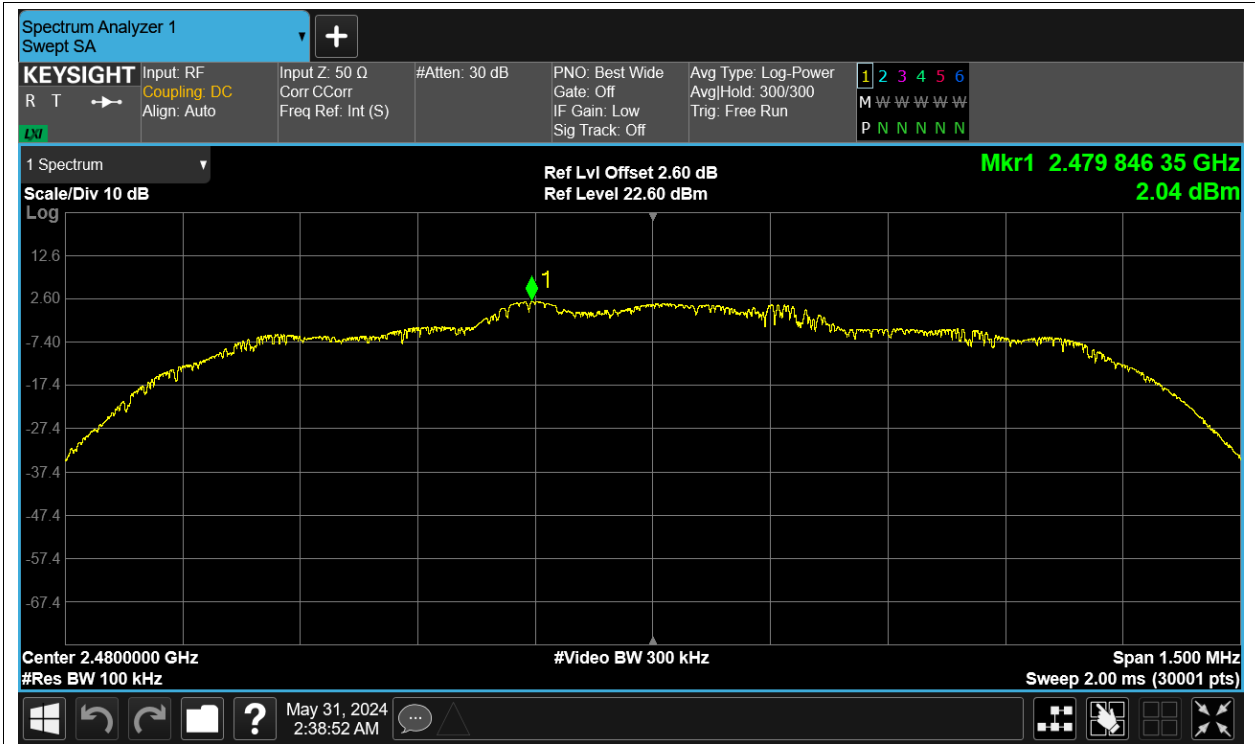 Spectrum Analyzer 1
Swept SA
+
KEYSIGHT
R T
LXI
Input: RF
Coupling: DC
Align: Auto
Input Z: 50 Ω
Corr CCorr
Freq Ref: Int (S)
#Atten: 30 dB
PNO: Best Wide
Gate: Off
IF Gain: Low
Sig Track: Off
Avg Type: Log-Power
Avg|Hold: 300/300
Trig: Free Run
1 2 3 4 5 6
M W W W W W
P N N N N N
1 Spectrum
Scale/Div 10 dB
Ref Lvl Offset 2.60 dB
Ref Level 22.60 dBm
Mkr1 2.479 846 35 GHz
2.04 dBm
Log
12.6
1
2.60
-7.40
-17.4
-27.4
-37.4
-47.4
-57.4
-67.4
Center 2.4800000 GHz
#Video BW 300 kHz
Span 1.500 MHz
#Res BW 100 kHz
Sweep 2.00 ms (30001 pts)
?
May 31, 2024
2:38:52 AM